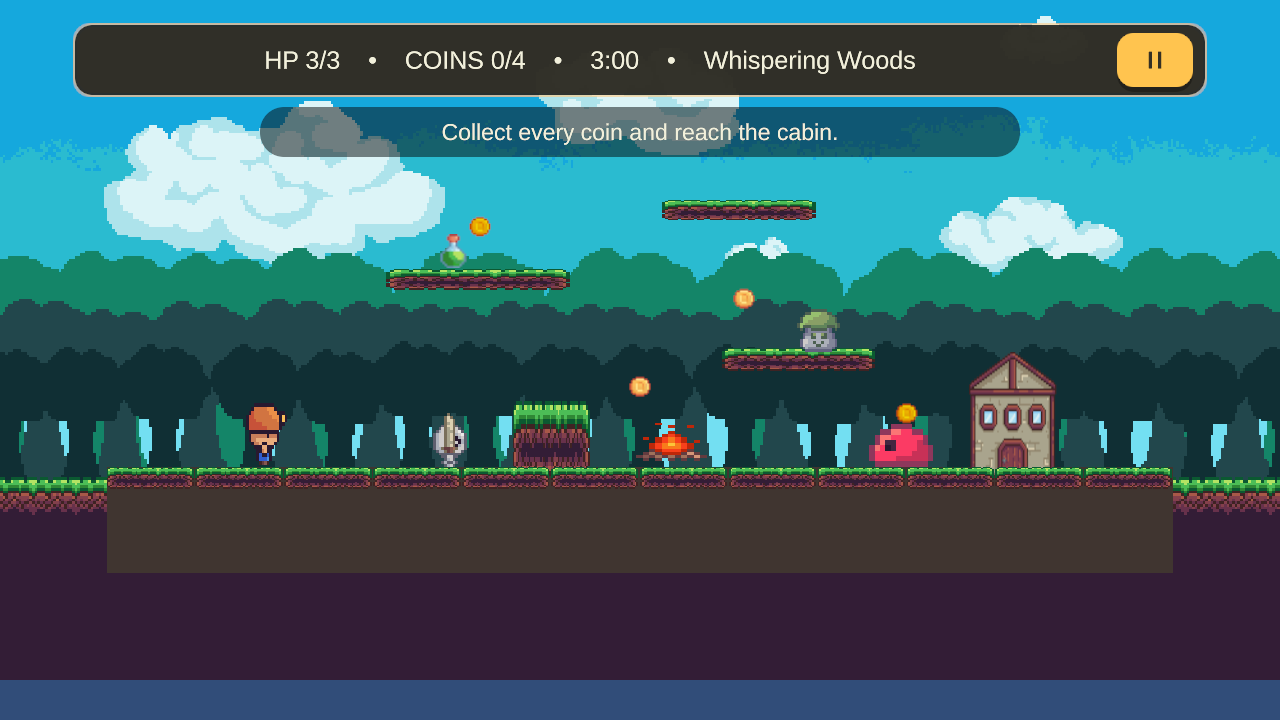 HP 3/3 • COINS 0/4 • 3:00 • Whispering Woods
Collect every coin and reach the cabin.